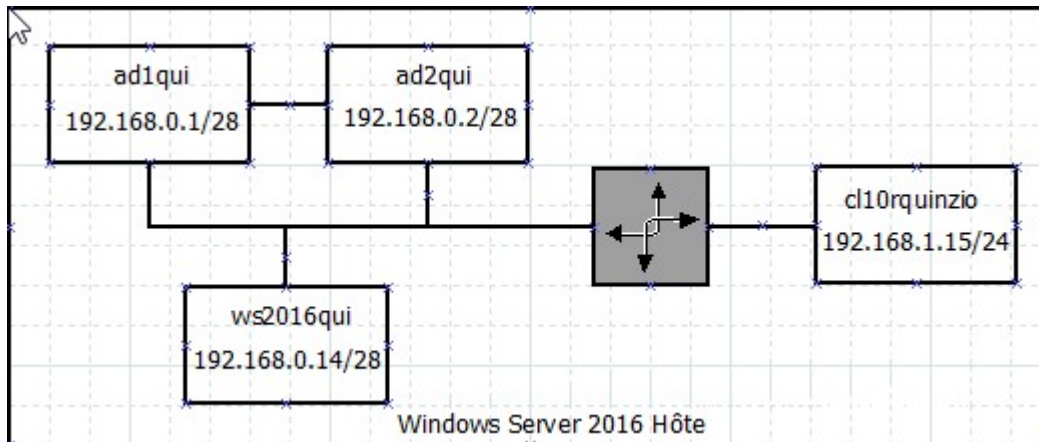 ad1qui
192.168.0.1/28
ad2qui
192.168.0.2/28
cl10rquinzio
192.168.1.15/24
ws2016qui
192.168.0.14/28
Windows Server 2016 Hôte